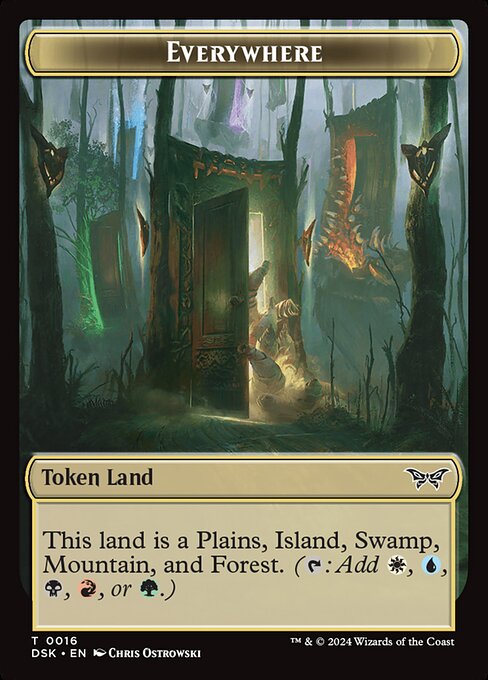 Everywhere
Token Land
This land is a Plains, Island, Swamp,
Mountain, and Forest. (: Add , ,
, , or .)
T 0016
DSK • EN Chris Ostrowski
™ & © 2024 Wizards of the Coast